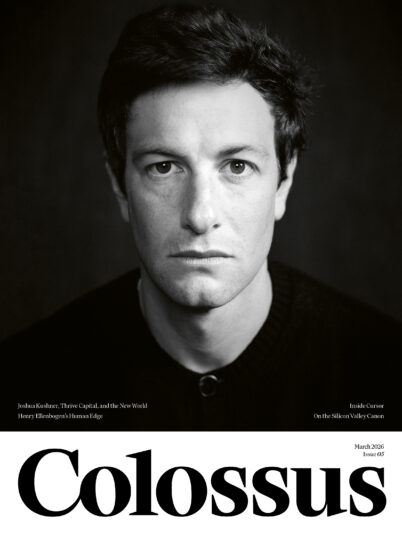 Joshua Kushner, Thrive Capital, and the New World
Henry Ellenbogen's Human Edge
Inside Cursor
On the Silicon Valley Canon
March 2026
Issue 05
Colossus